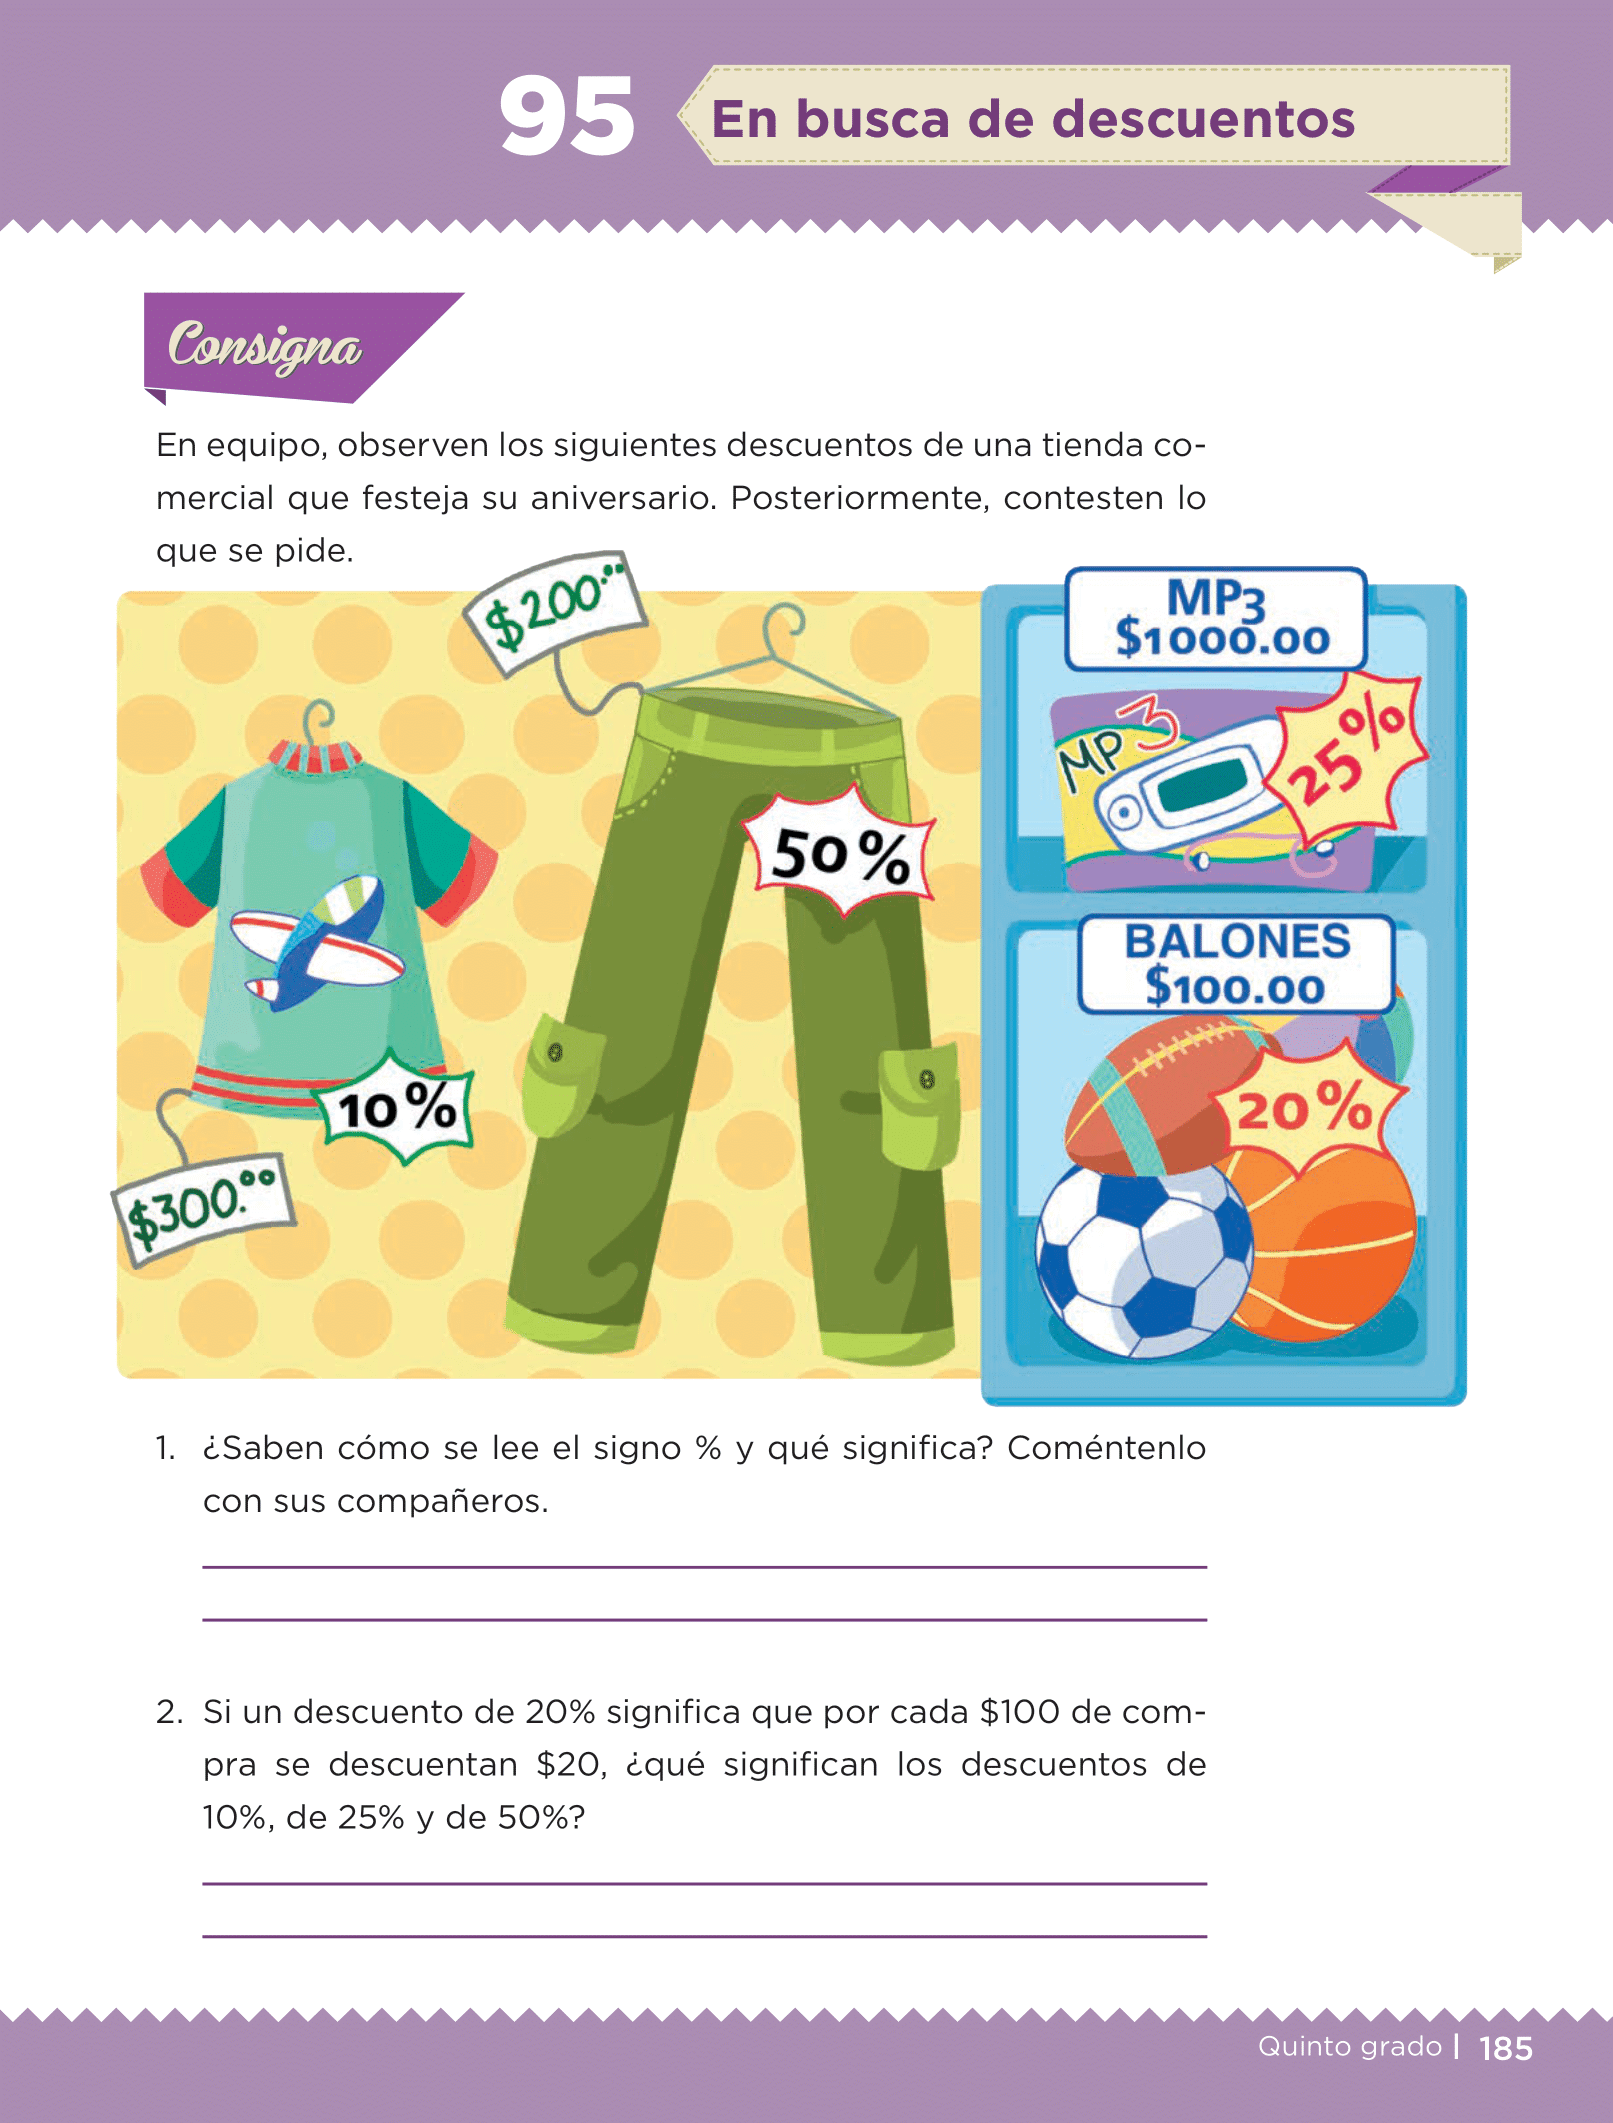 95
En busca de descuentos
Consigna
En equipo, observen los siguientes descuentos de una tienda co-
mercial que festeja su aniversario. Posteriormente, contesten lo
que se pide.
$200.00
MP3
$1000.00
MP3
25%
50%
BALONES
$100.00
20%
10%
$300.00
1. ¿Saben cómo se lee el signo % y qué significa? Coméntenlo
con sus compañeros.
2. Si un descuento de 20% significa que por cada $100 de com-
pra se descuentan $20, ¿qué significan los descuentos de
10%, de 25% y de 50%?
Quinto grado | 185